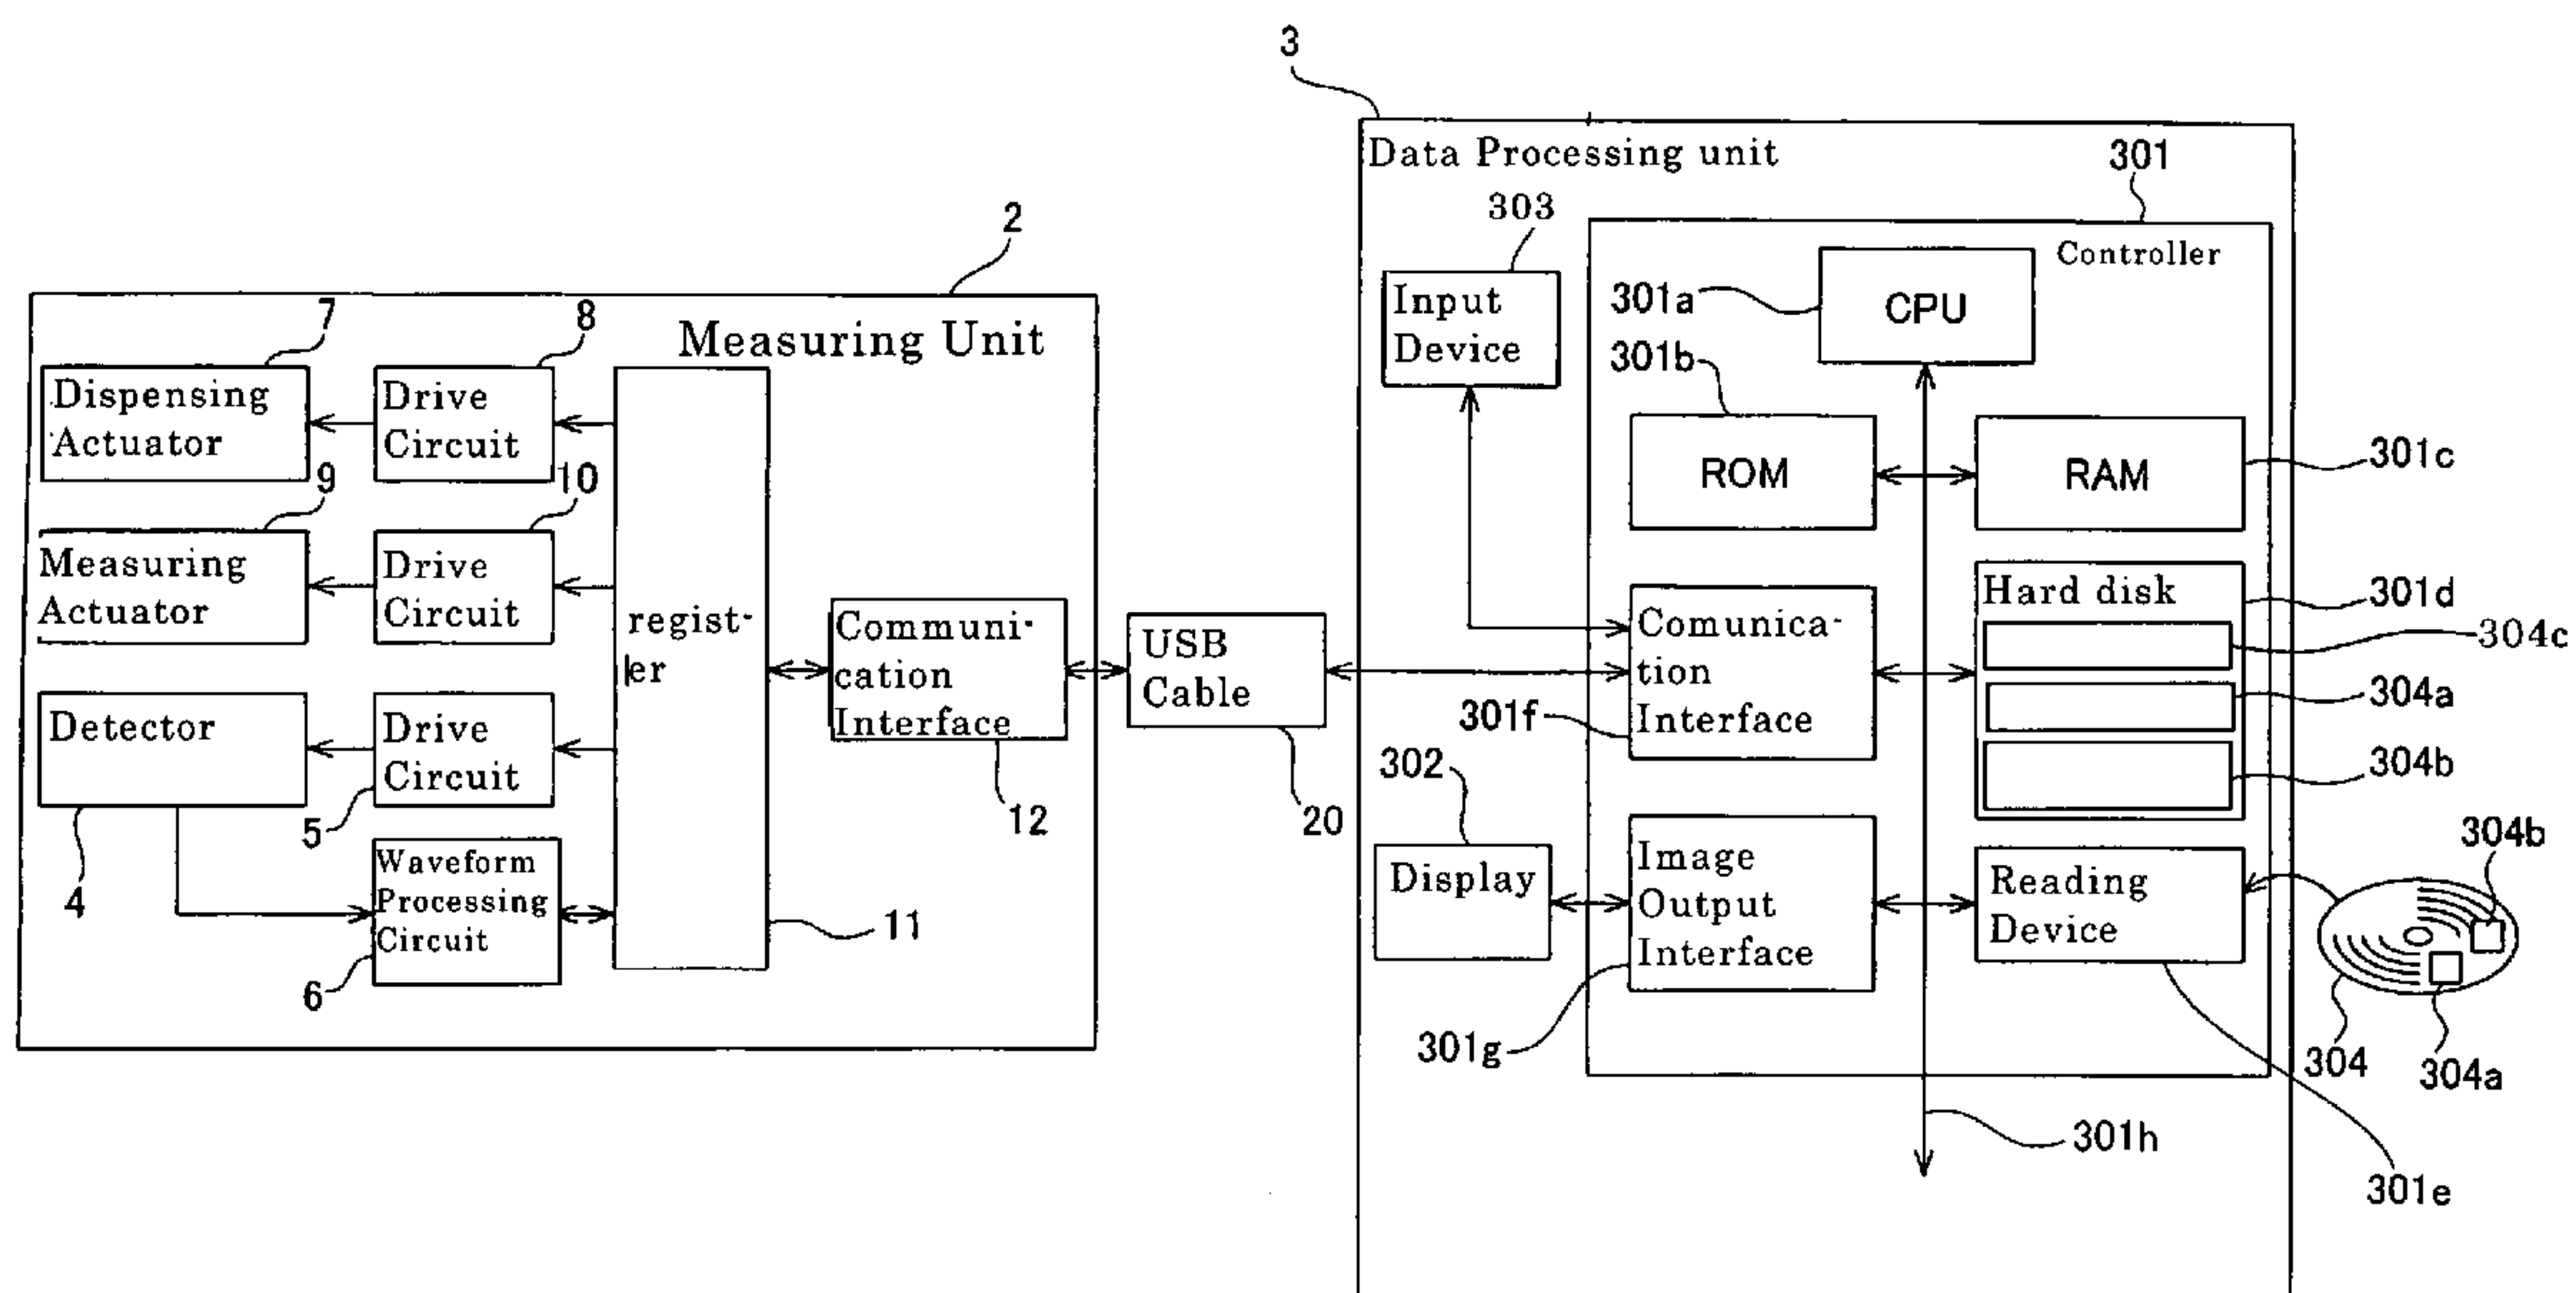 3
Data Processing unit
301
303
2
Controller
Input
Device
301a
CPU
7
8
Measuring Unit
301b
Dispensing
Actuator
Drive
Circuit
ROM
RAM
301c
9
10
Measuring
Actuator
Drive
Circuit
regist-
er
Communi-
cation
Interface
USB
Cable
Comunica-
tion
Interface
Hard disk
301d
304c
304a
304b
301f
Detector
Drive
Circuit
302
12
20
5
4
Waveform
Processing
Circuit
6
11
Display
Image
Output
Interface
Reading
Device
304b
301g
304
304a
301h
301e